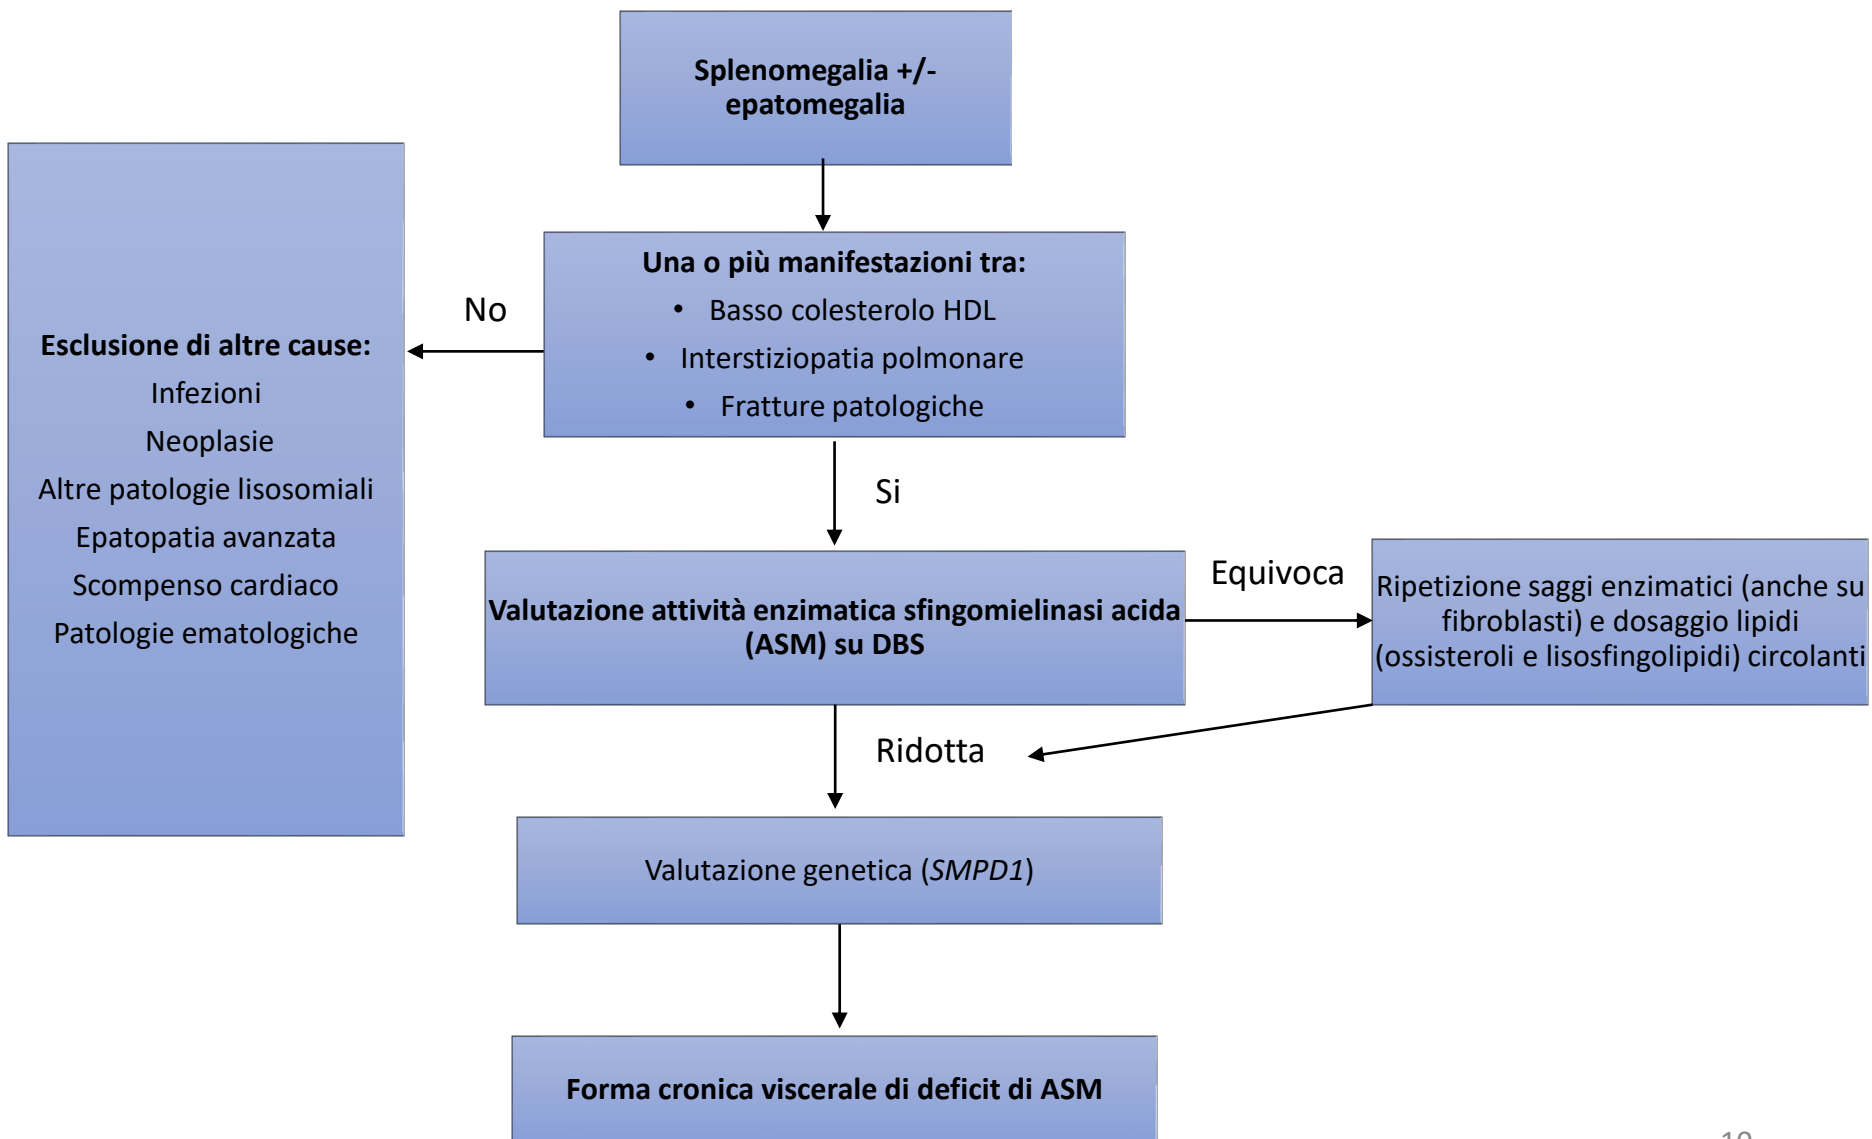 Splenomegalia +/-
epatomegalia
Una o più manifestazioni tra:
• Basso colesterolo HDL
• Interstiziopatia polmonare
• Fratture patologiche
No
Esclusione di altre cause:
Infezioni
Neoplasie
Altre patologie lisosomiali
Epatopatia avanzata
Scompenso cardiaco
Patologie ematologiche
Si
Valutazione attività enzimatica sfingomielinasi acida
(ASM) su DBS
Equivoca
Ripetizione saggi enzimatici (anche su
fibroblasti) e dosaggio lipidi
(ossisteroli e lisosfingolipidi) circolanti
Ridotta
Valutazione genetica (SMPD1)
Forma cronica viscerale di deficit di ASM